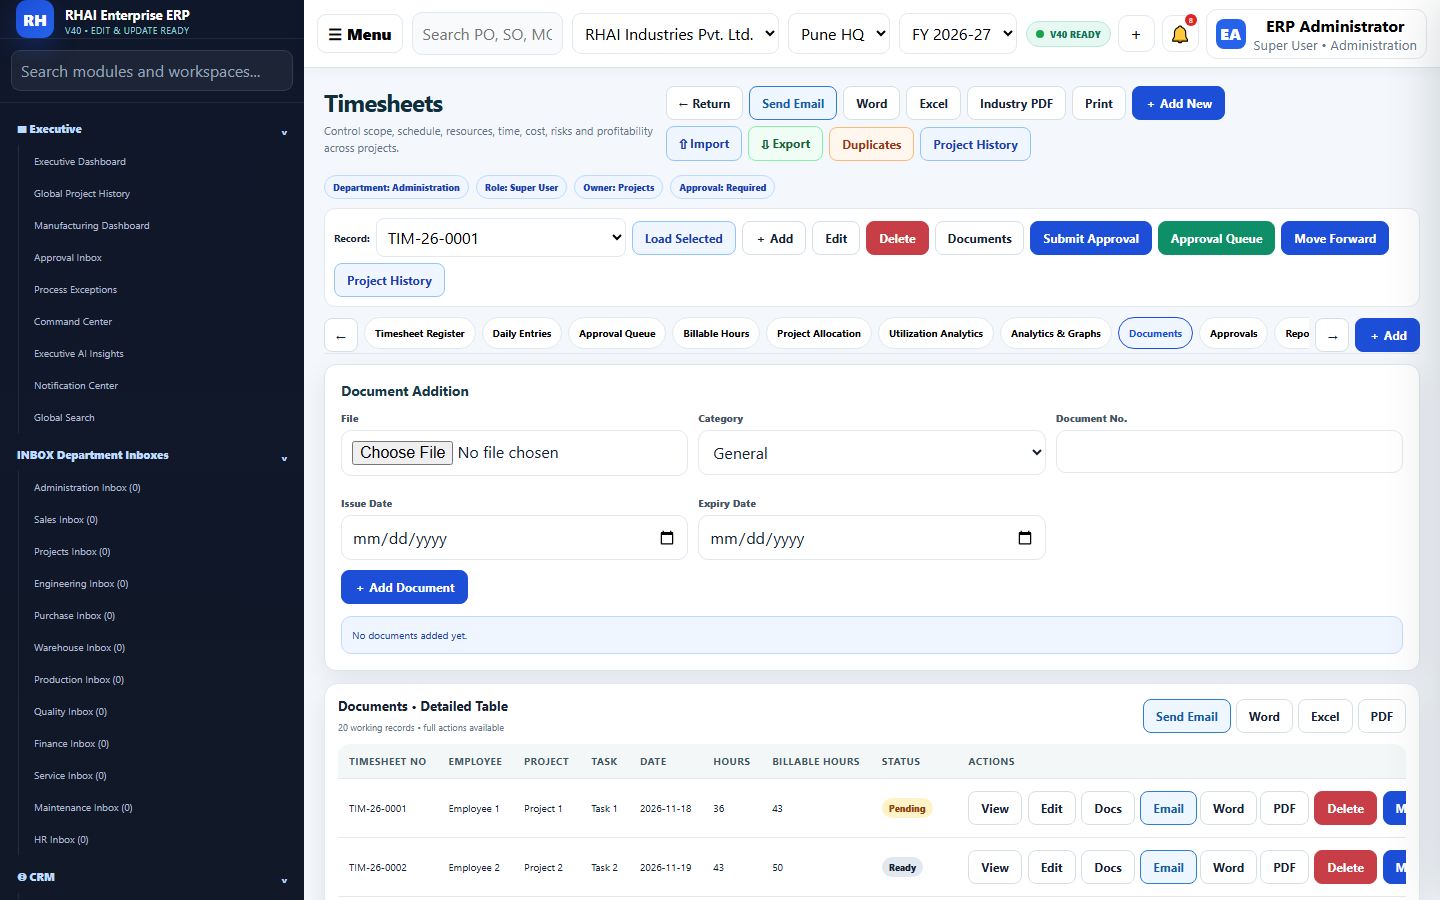 RH
RHAI Enterprise ERP
V40 • EDIT & UPDATE READY
Search modules and workspaces...
Executive
Executive Dashboard
Global Project History
Manufacturing Dashboard
Approval Inbox
Process Exceptions
Command Center
Executive AI Insights
Notification Center
Global Search
INBOX Department Inboxes
Administration Inbox (0)
Sales Inbox (0)
Projects Inbox (0)
Engineering Inbox (0)
Purchase Inbox (0)
Warehouse Inbox (0)
Production Inbox (0)
Quality Inbox (0)
Finance Inbox (0)
Service Inbox (0)
Maintenance Inbox (0)
HR Inbox (0)
CRM
☰ Menu
Search PO, SO, MO
RHAI Industries Pvt. Ltd.
Pune HQ
FY 2026-27
V40 READY
+
8
EA
ERP Administrator
Super User • Administration
Timesheets
Control scope, schedule, resources, time, cost, risks and profitability
across projects.
← Return
Send Email
Word
Excel
Industry PDF
Print
+ Add New
⇧ Import
⇩ Export
Duplicates
Project History
Department: Administration
Role: Super User
Owner: Projects
Approval: Required
Record:
TIM-26-0001
Load Selected
+ Add
Edit
Delete
Documents
Submit Approval
Approval Queue
Move Forward
Project History
←
Timesheet Register
Daily Entries
Approval Queue
Billable Hours
Project Allocation
Utilization Analytics
Analytics & Graphs
Documents
Approvals
Repo
→
+ Add
Document Addition
File
Category
Document No.
Choose File No file chosen
General
Issue Date
Expiry Date
mm/dd/yyyy
mm/dd/yyyy
+ Add Document
No documents added yet.
Documents • Detailed Table
20 working records • full actions available
Send Email
Word
Excel
PDF
TIMESHEET NO EMPLOYEE PROJECT TASK DATE HOURS BILLABLE HOURS STATUS ACTIONS
TIM-26-0001 Employee 1 Project 1 Task 1 2026-11-18 36 43 Pending View Edit Docs Email Word PDF Delete M
TIM-26-0002 Employee 2 Project 2 Task 2 2026-11-19 43 50 Ready View Edit Docs Email Word PDF Delete M